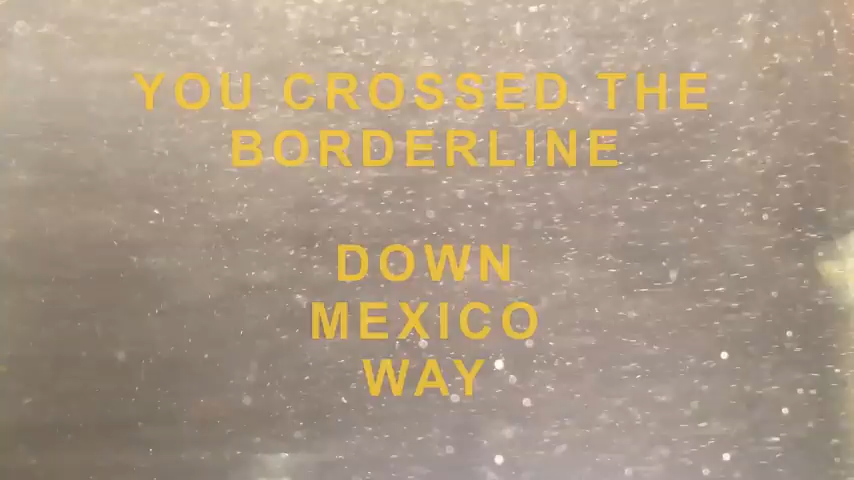 YOU CROSSED THE
BORDERLINE
DOWN
MEXICO
WAY